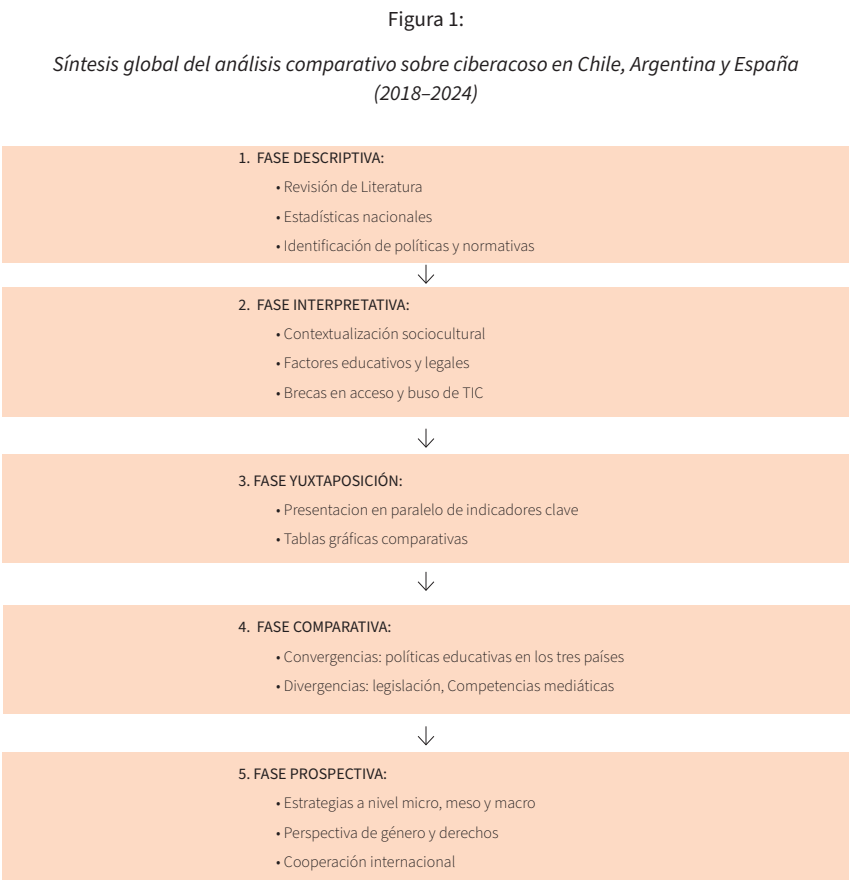 Figura 1:
Síntesis global del análisis comparativo sobre ciberacoso en Chile, Argentina y España
(2018–2024)
1. FASE DESCRIPTIVA:
• Revisión de Literatura
• Estadísticas nacionales
• Identificación de políticas y normativas
2. FASE INTERPRETATIVA:
• Contextualización sociocultural
• Factores educativos y legales
• Brecas en acceso y buso de TIC
3. FASE YUXTAPOSICIÓN:
• Presentacion en paralelo de indicadores clave
• Tablas gráficas comparativas
4. FASE COMPARATIVA:
• Convergencias: políticas educativas en los tres países
• Divergencias: legislación, Competencias mediáticas
5. FASE PROSPECTIVA:
• Estrategias a nivel micro, meso y macro
• Perspectiva de género y derechos
• Cooperación internacional